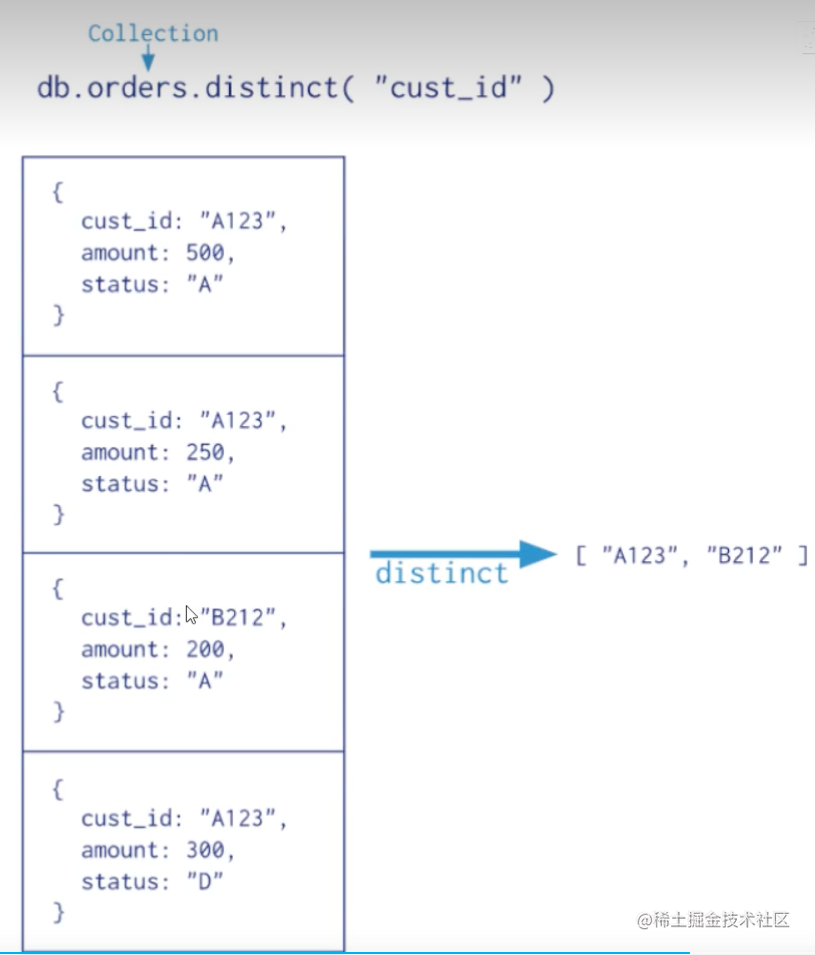 Collection
db.orders.distinct( "cust_id" )
{
cust_id: "A123",
amount: 500,
status: "A"
}
{
cust_id: "A123",
amount: 250,
status: "A"
}
{
cust_id: "B212",
amount: 200,
status: "A"
}
{
cust_id: "A123",
amount: 300,
status: "D"
}
distinct
[ "A123", "B212" ]
@稀土掘金技术社区